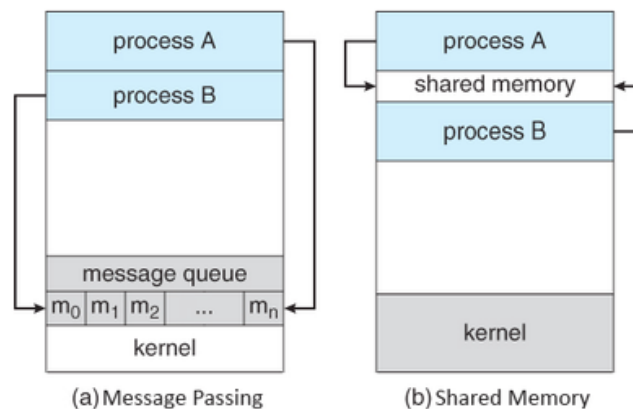 process A
process B
message queue
m₀ m₁ m₂ ... mₙ
kernel
(a) Message Passing
process A
shared memory
process B
kernel
(b) Shared Memory